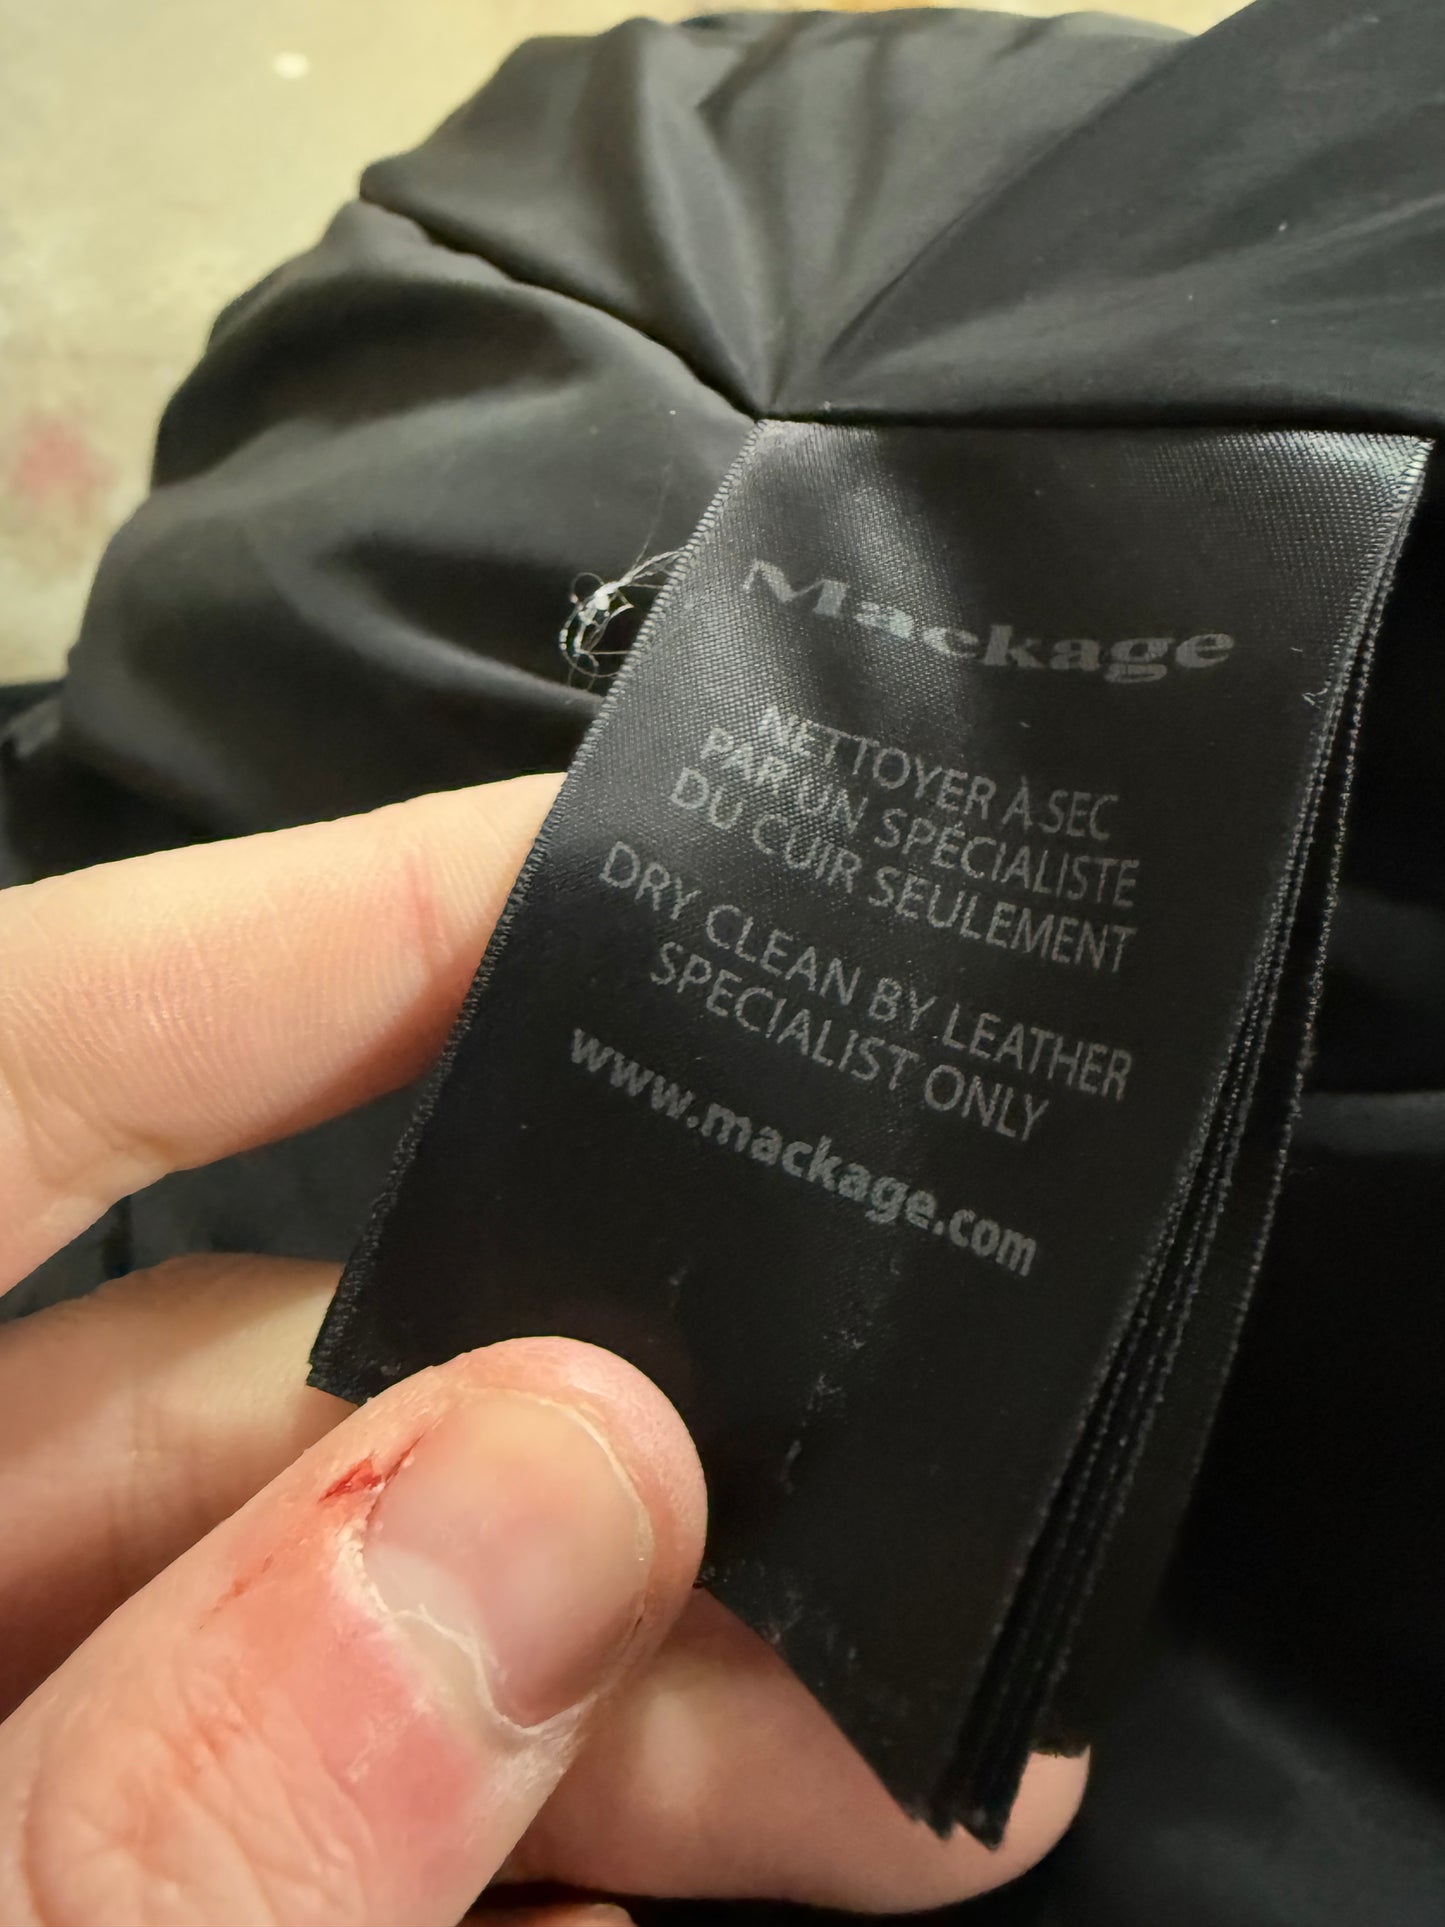 Mackage
NETTOYER À SEC
PAR UN SPÉCIALISTE
DU CUIR SEULEMENT
DRY CLEAN BY LEATHER
SPECIALIST ONLY
www.mackage.com